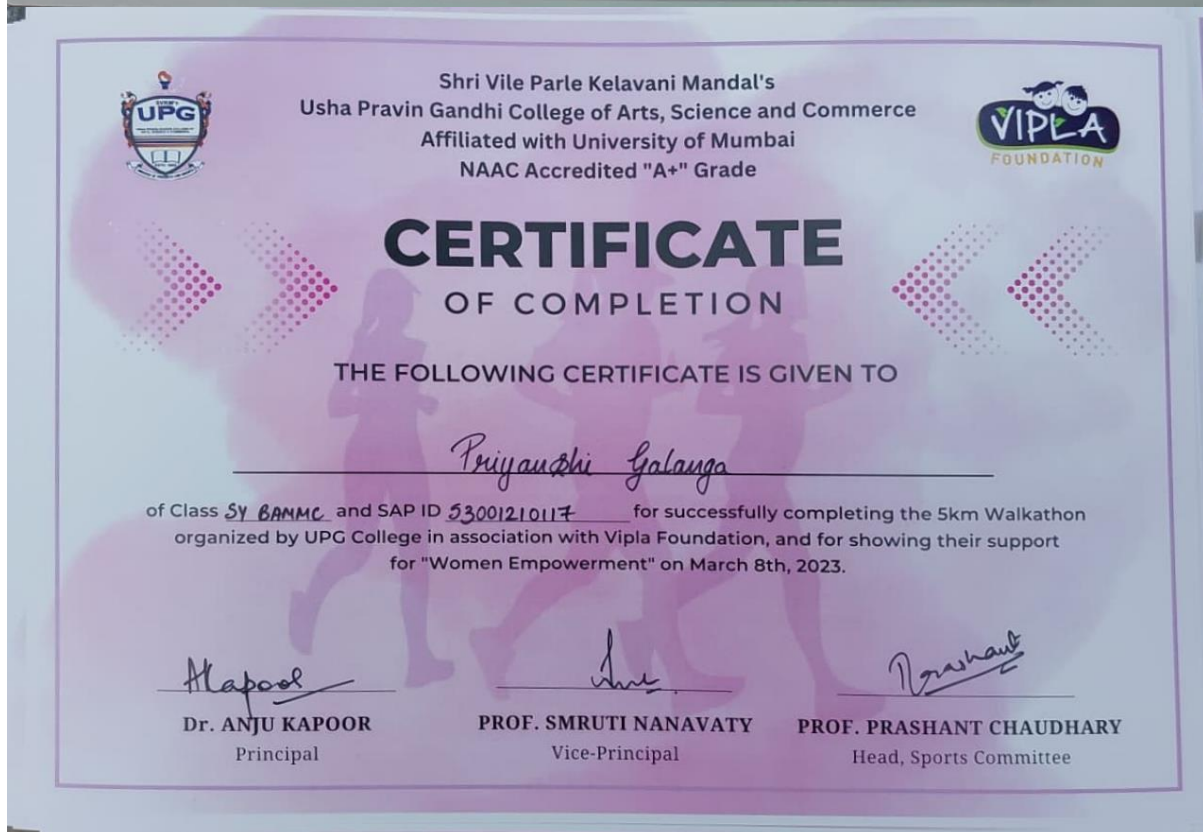 Shri Vile Parle Kelavani Mandal's
Usha Pravin Gandhi College of Arts, Science and Commerce
Affiliated with University of Mumbai
NAAC Accredited "A+" Grade
UPG
VIPLA
FOUNDATION
CERTIFICATE
OF COMPLETION
THE FOLLOWING CERTIFICATE IS GIVEN TO
Priyanshi Galanga
of Class SY BAMMC and SAP ID 53001210117 for successfully completing the 5km Walkathon
organized by UPG College in association with Vipla Foundation, and for showing their support
for "Women Empowerment" on March 8th, 2023.
AKapoor
Prashant
Dr. ANJU KAPOOR
Principal
PROF. SMRUTI NANAVATY
Vice-Principal
PROF. PRASHANT CHAUDHARY
Head, Sports Committee